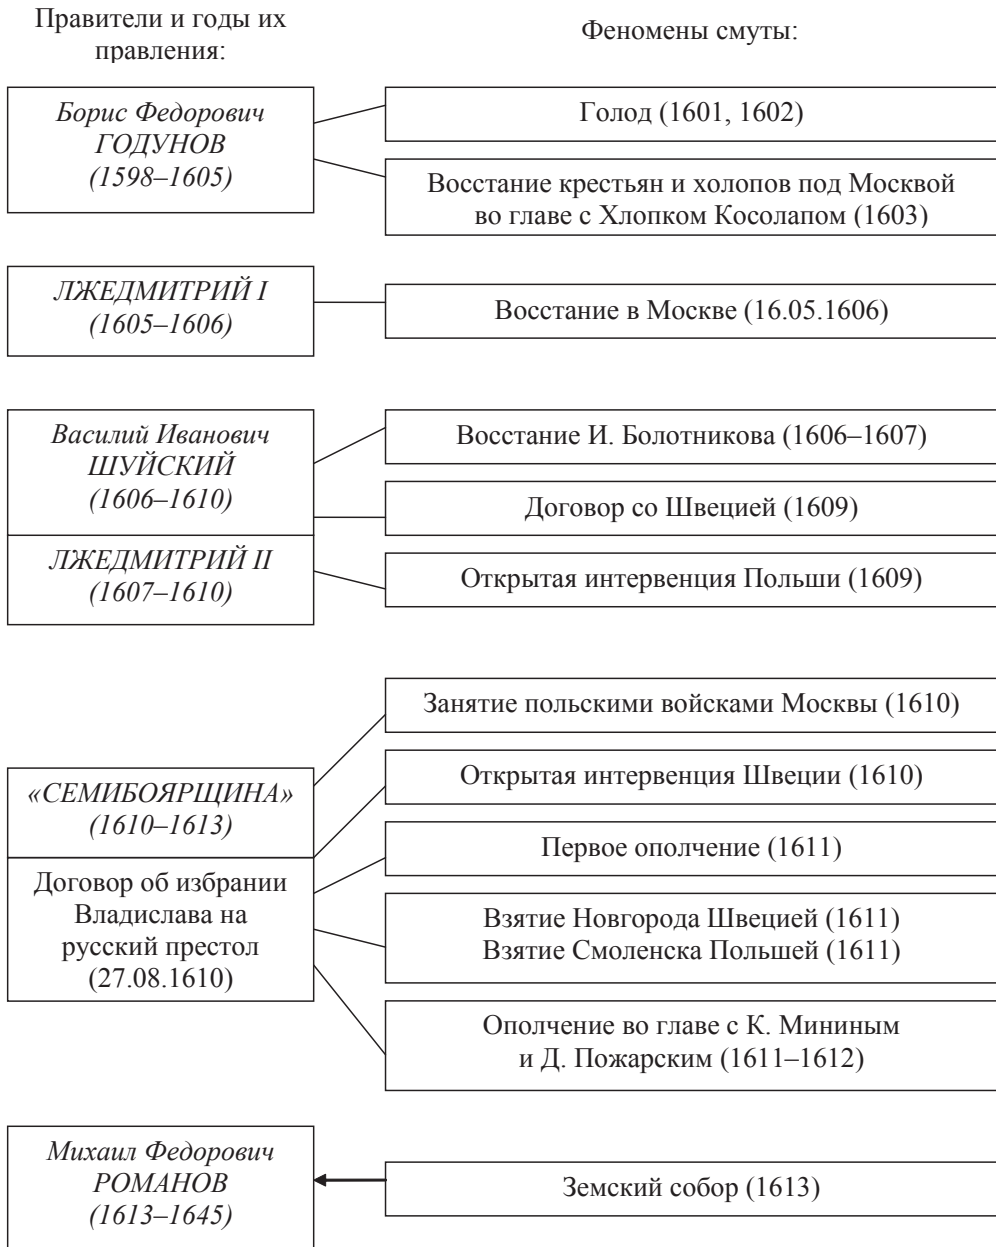 Правители и годы их
правления:
Феномены смуты:
Борис Федорович
ГОДУНОВ
(1598–1605)
Голод (1601, 1602)
Восстание крестьян и холопов под Москвой
во главе с Хлопком Косолапом (1603)
ЛЖЕДМИТРИЙ I
(1605–1606)
Восстание в Москве (16.05.1606)
Василий Иванович
ШУЙСКИЙ
(1606–1610)
ЛЖЕДМИТРИЙ II
(1607–1610)
Восстание И. Болотникова (1606–1607)
Договор со Швецией (1609)
Открытая интервенция Польши (1609)
«СЕМИБОЯРЩИНА»
(1610–1613)
Договор об избрании
Владислава на
русский престол
(27.08.1610)
Занятие польскими войсками Москвы (1610)
Открытая интервенция Швеции (1610)
Первое ополчение (1611)
Взятие Новгорода Швецией (1611)
Взятие Смоленска Польшей (1611)
Ополчение во главе с К. Мининым
и Д. Пожарским (1611–1612)
Михаил Федорович
РОМАНОВ
(1613–1645)
Земский собор (1613)